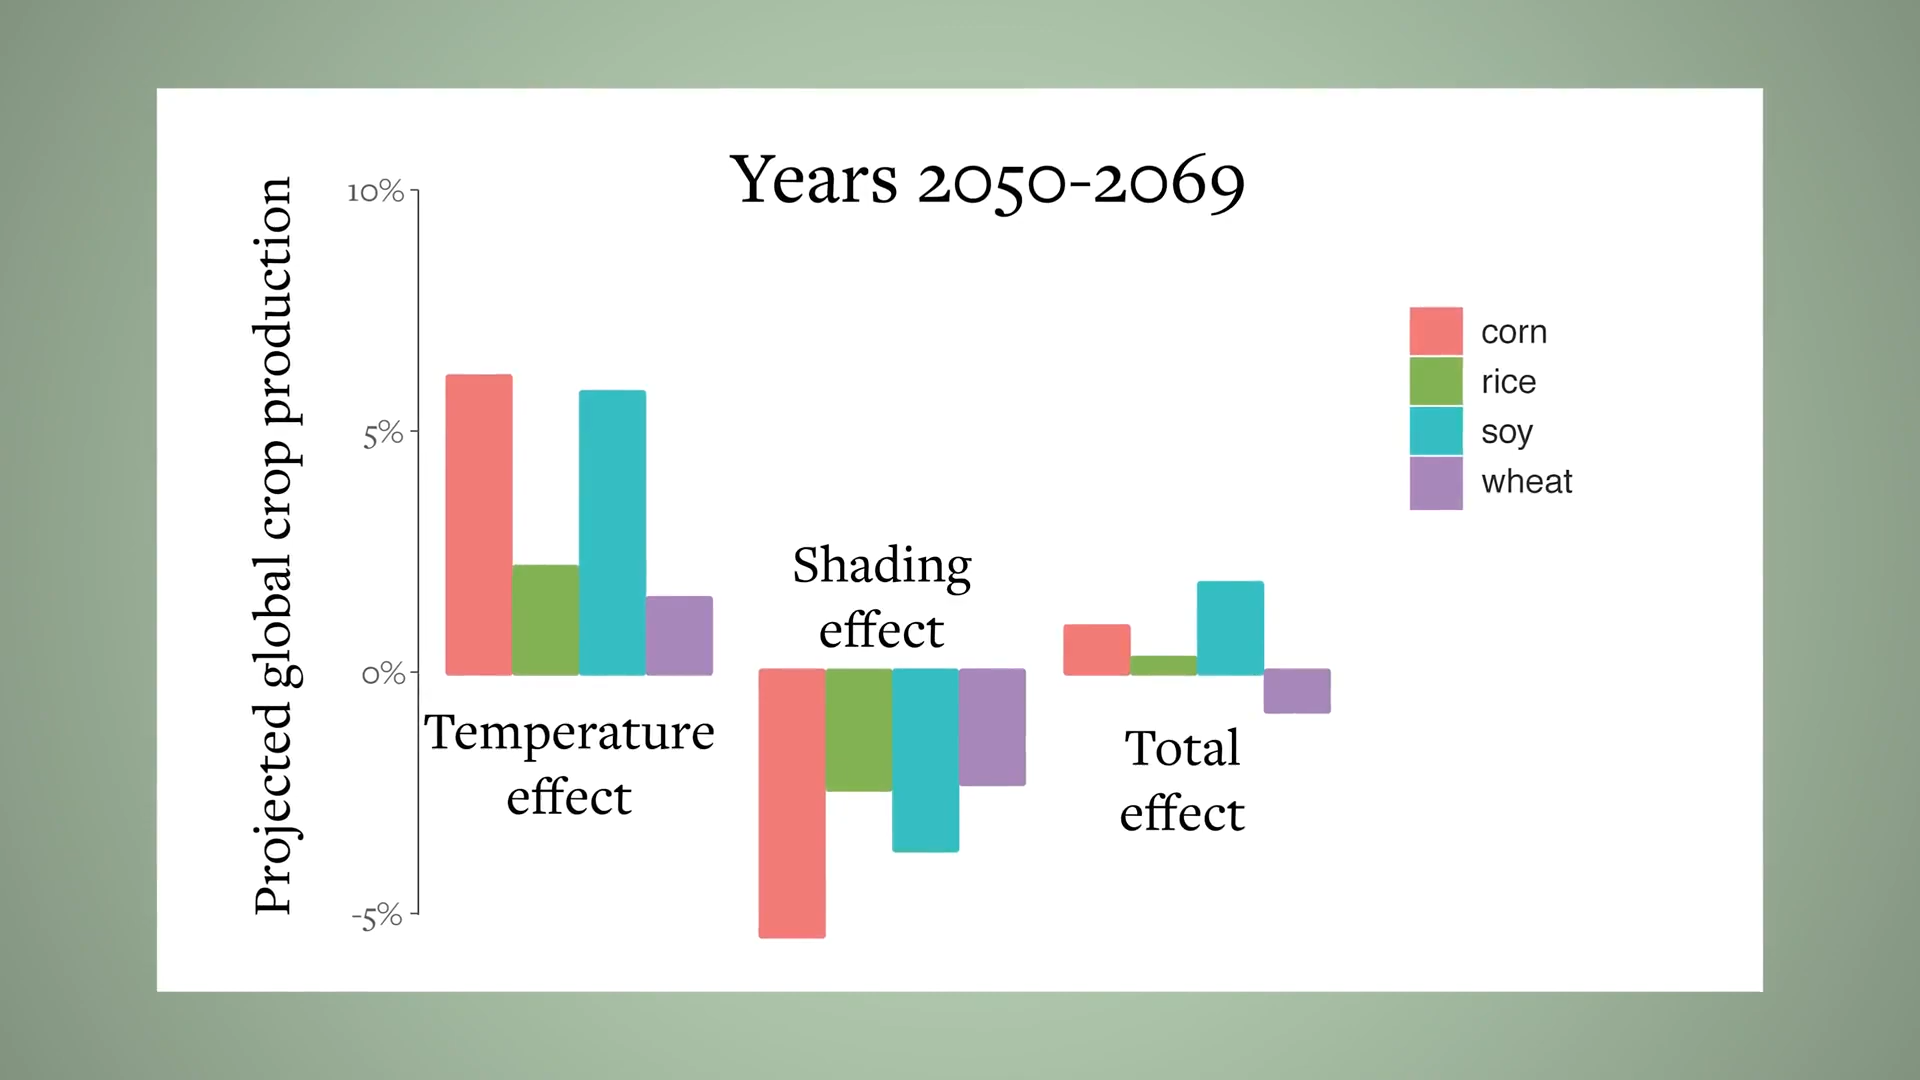 Years 2050-2069
Projected global crop production
10%
5%
0%
-5%
Temperature
effect
Shading
effect
Total
effect
corn
rice
soy
wheat